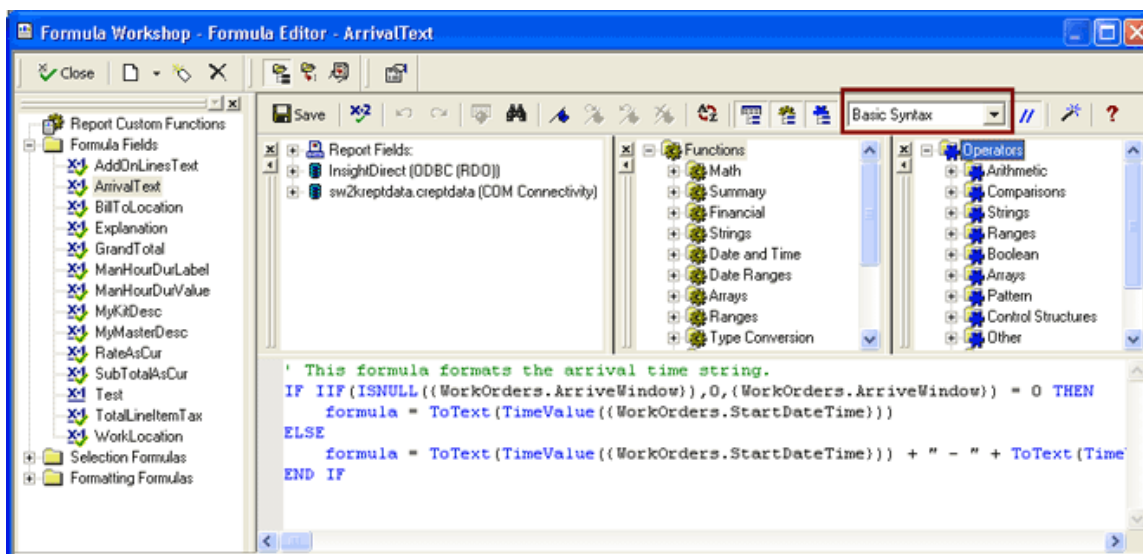 Formula Workshop - Formula Editor - ArrivalText
Close
Save
Basic Syntax
Report Custom Functions
Formula Fields
AddOnLinesText
ArrivalText
BillToLocation
Explanation
GrandTotal
ManHourDurLabel
ManHourDurValue
MyKitDesc
MyMasterDesc
RateAsCur
SubTotalAsCur
Test
TotalLineItemTax
WorkLocation
Selection Formulas
Formatting Formulas
Report Fields:
InsightDirect (ODBC (RDO))
sw2kreptdata.creptdata (COM Connectivity)
Functions
Math
Summary
Financial
Strings
Date and Time
Date Ranges
Arrays
Ranges
Type Conversion
Operators
Arithmetic
Comparisons
Strings
Ranges
Boolean
Arrays
Pattern
Control Structures
Other
' This formula formats the arrival time string.
IF IIF(ISNULL({WorkOrders.ArriveWindow}),0,{WorkOrders.ArriveWindow}) = 0 THEN
formula = ToText(TimeValue({WorkOrders.StartDateTime}))
ELSE
formula = ToText(TimeValue({WorkOrders.StartDateTime})) + " - " + ToText(Time
END IF